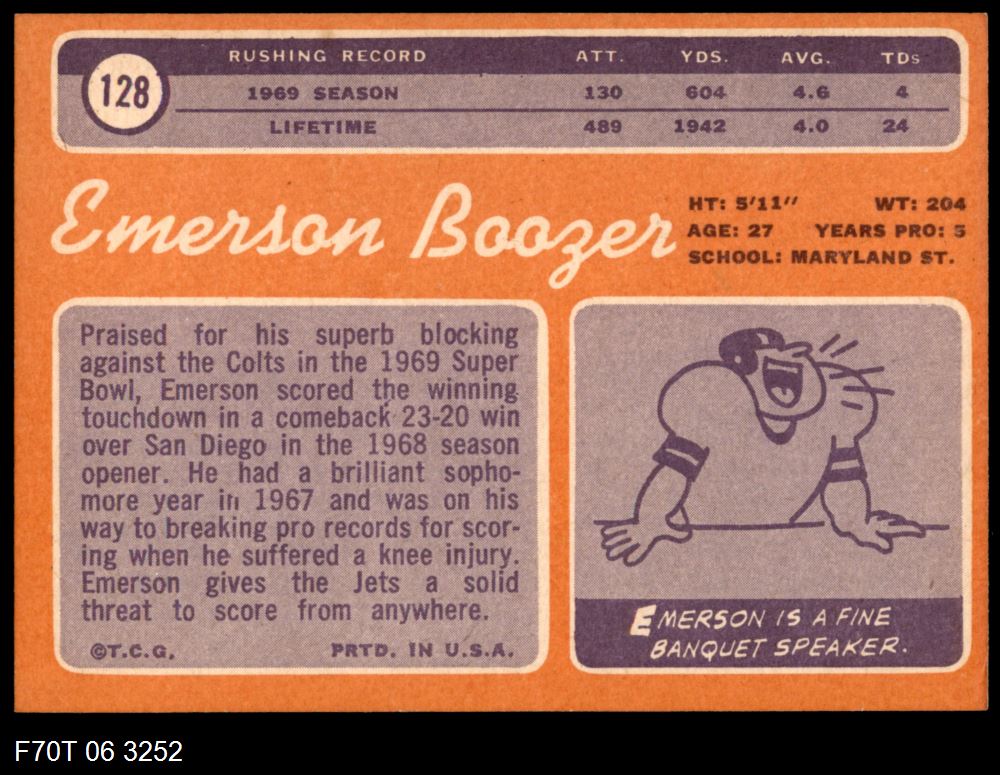 128
RUSHING RECORD ATT. YDS. AVG. TDs
1969 SEASON 130 604 4.6 4
LIFETIME 489 1942 4.0 24
Emerson Boozer
HT: 5'11" WT: 204
AGE: 27 YEARS PRO: 5
SCHOOL: MARYLAND ST.
Praised for his superb blocking
against the Colts in the 1969 Super
Bowl, Emerson scored the winning
touchdown in a comeback 23-20 win
over San Diego in the 1968 season
opener. He had a brilliant sopho-
more year in 1967 and was on his
way to breaking pro records for scor-
ing when he suffered a knee injury.
Emerson gives the Jets a solid
threat to score from anywhere.
©T.C.G. PRTD. IN U.S.A.
EMERSON IS A FINE
BANQUET SPEAKER.
F70T 06 3252